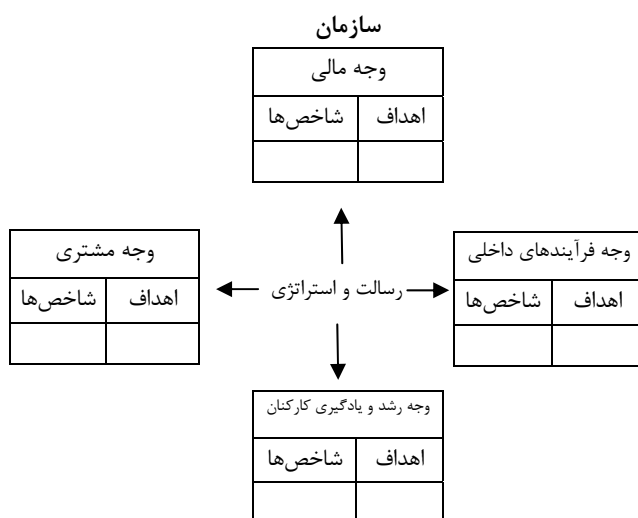 سازمان
وجه مالی
اهداف شاخص‌ها
وجه فرآیندهای داخلی
اهداف شاخص‌ها
رسالت و استراتژی
وجه مشتری
اهداف شاخص‌ها
وجه رشد و یادگیری کارکنان
اهداف شاخص‌ها